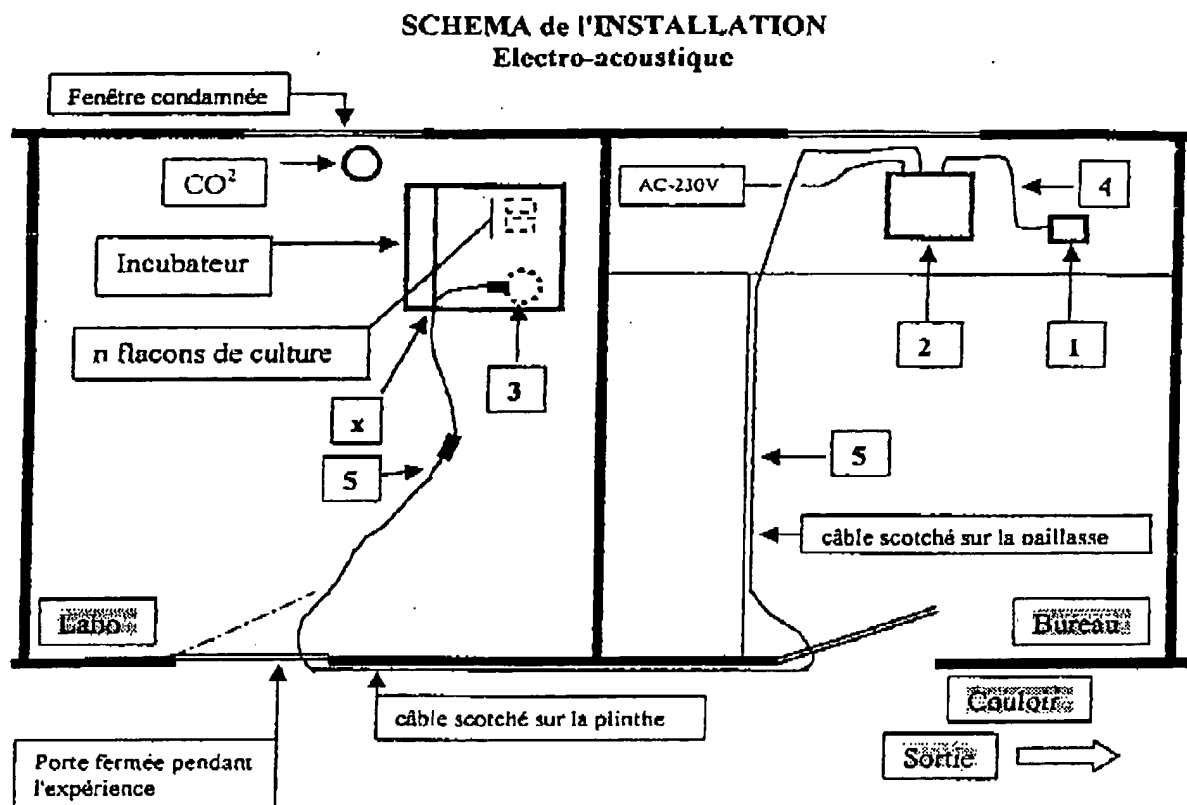 SCHEMA de l'INSTALLATION
Electro-acoustique
Fenêtre condamnée
CO²
AC-230V
4
Incubateur
n flacons de culture
3
2
1
x
5
5
câble scotché sur la paillasse
Labo
Bureau
câble scotché sur la plinthe
Couloir
Sortie
Porte fermée pendant
l'expérience